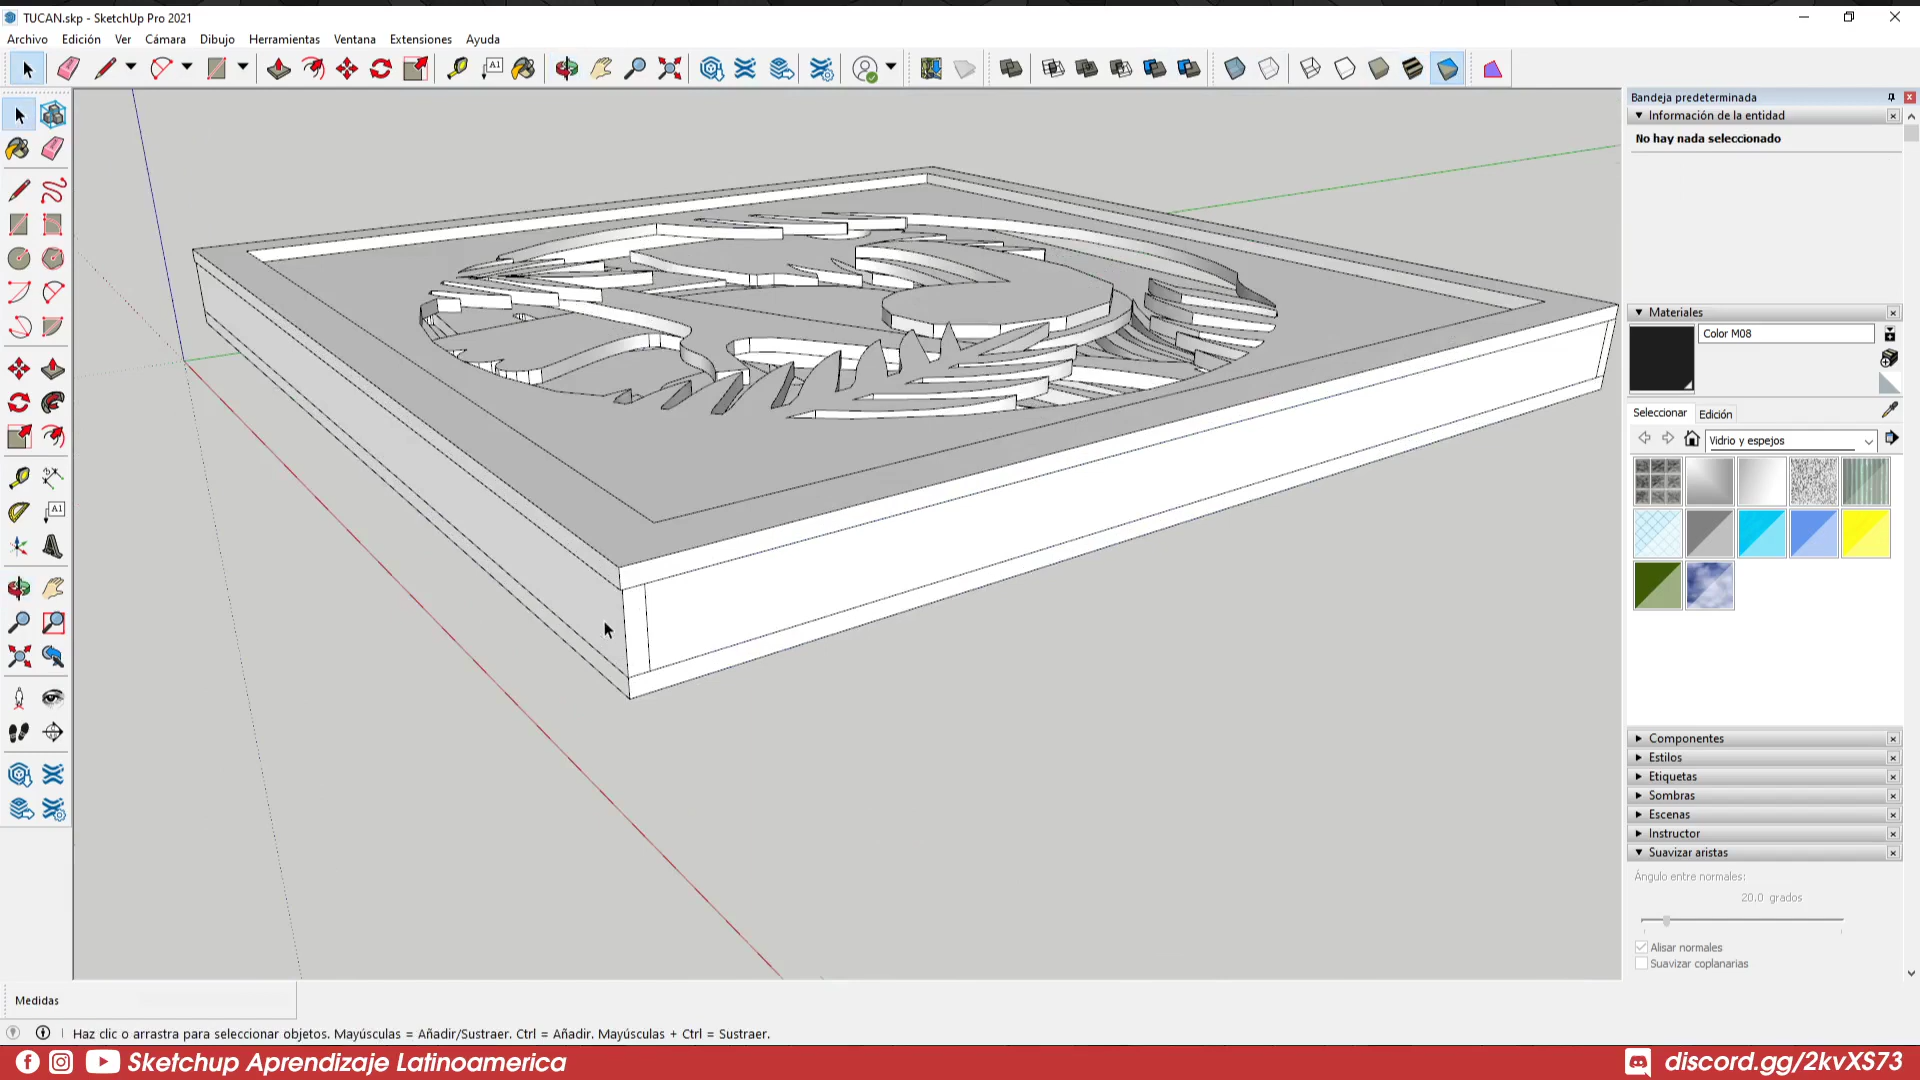 TUCAN.skp - SketchUp Pro 2021
Archivo Edición Ver Cámara Dibujo Herramientas Ventana Extensiones Ayuda
A1
Bandeja predeterminada
Información de la entidad
No hay nada seleccionado
A1
Materiales
Color M08
Seleccionar Edición
Vidrio y espejos
Componentes
Estilos
Etiquetas
Sombras
Escenas
Instructor
Suavizar aristas
Ángulo entre normales:
20.0 grados
Alisar normales
Suavizar coplanarias
Medidas
Haz clic o arrastra para seleccionar objetos. Mayúsculas = Añadir/Sustraer. Ctrl = Añadir. Mayúsculas + Ctrl = Sustraer.
Sketchup Aprendizaje Latinoamerica
discord.gg/2kvXS73